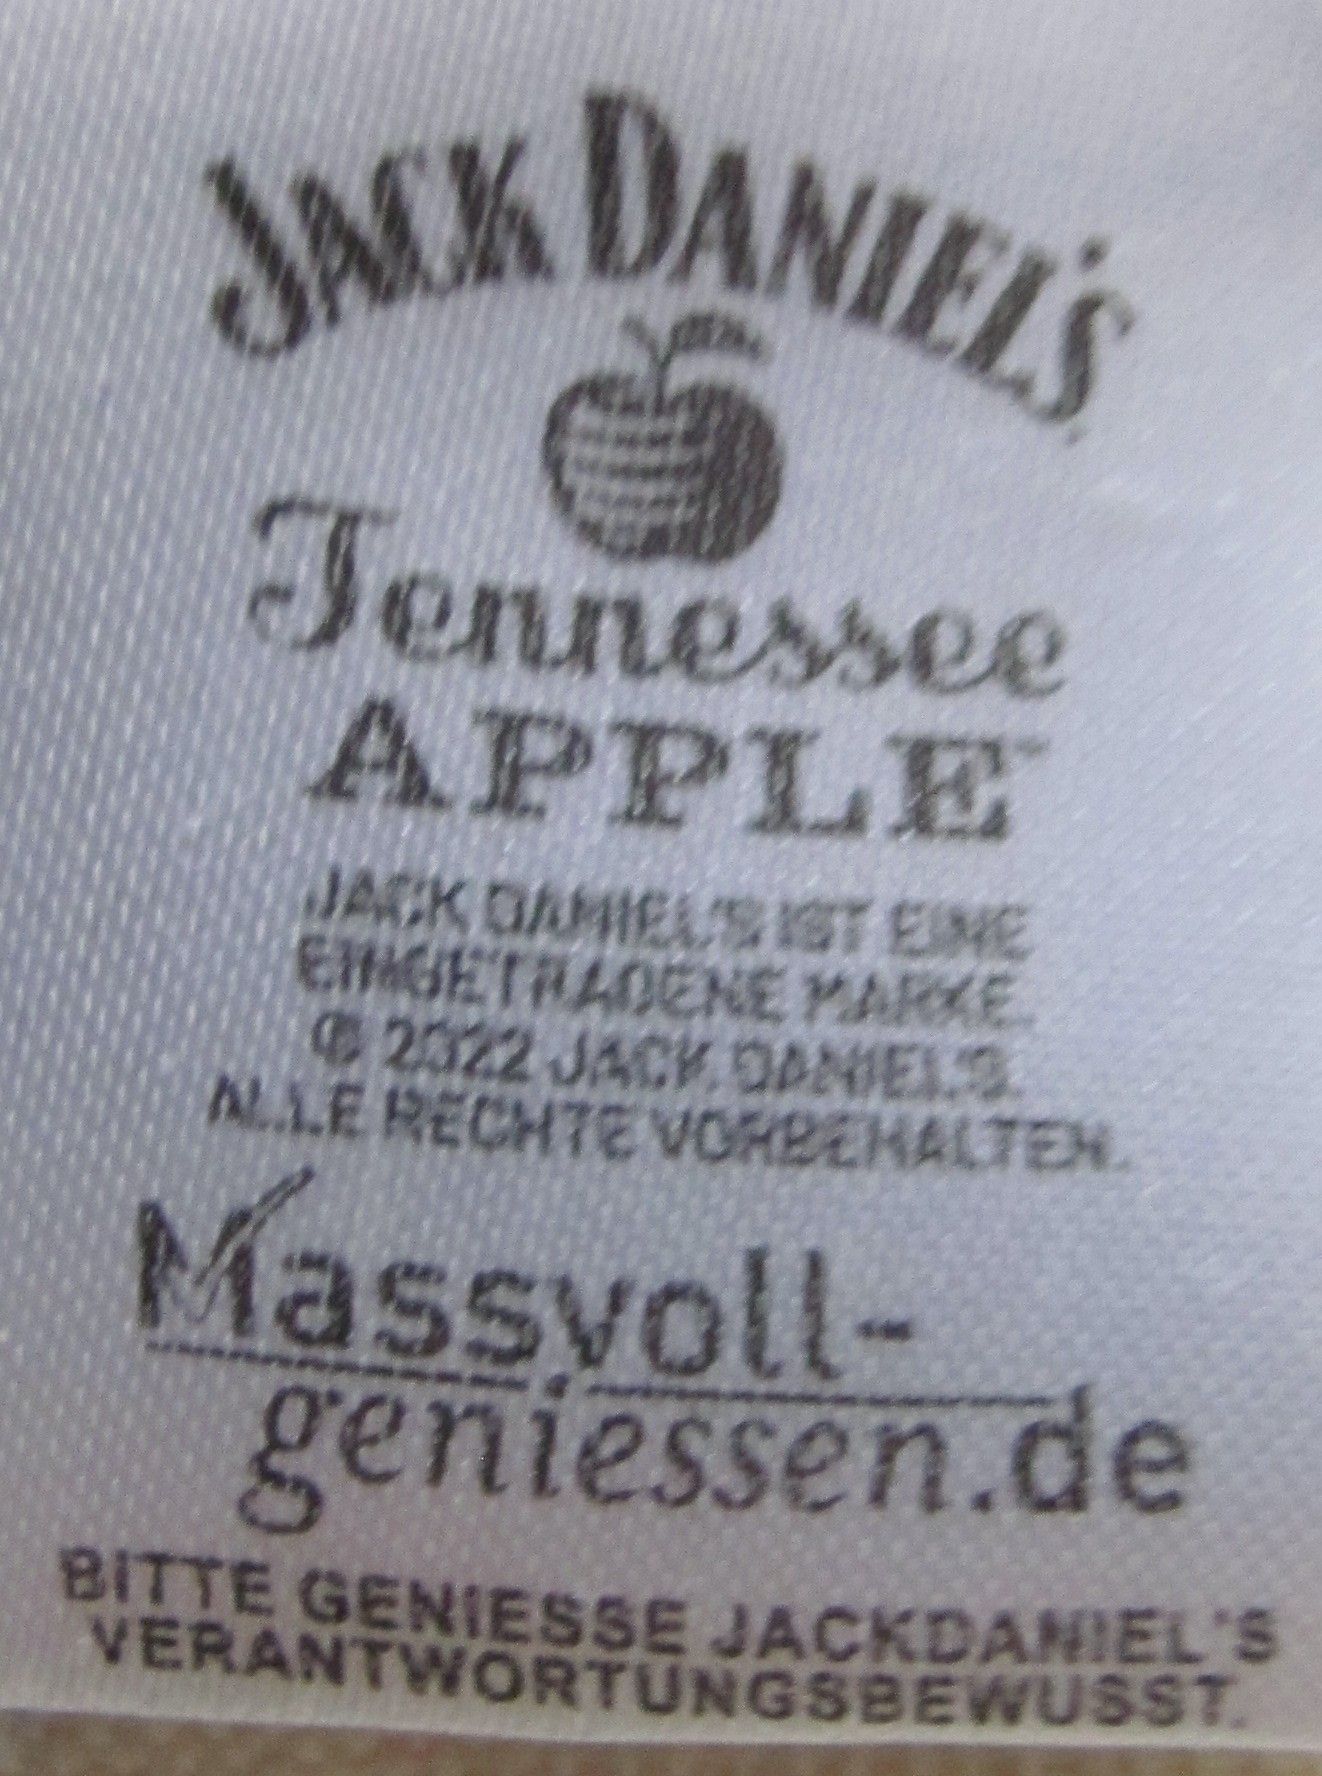 JACK DANIEL'S
Tennessee
APPLE
JACK DANIEL'S IST EINE
EINGETRAGENE MARKE.
© 2022 JACK DANIEL'S.
ALLE RECHTE VORBEHALTEN.
Massvoll-
geniessen.de
BITTE GENIESSE JACKDANIEL'S
VERANTWORTUNGSBEWUSST.